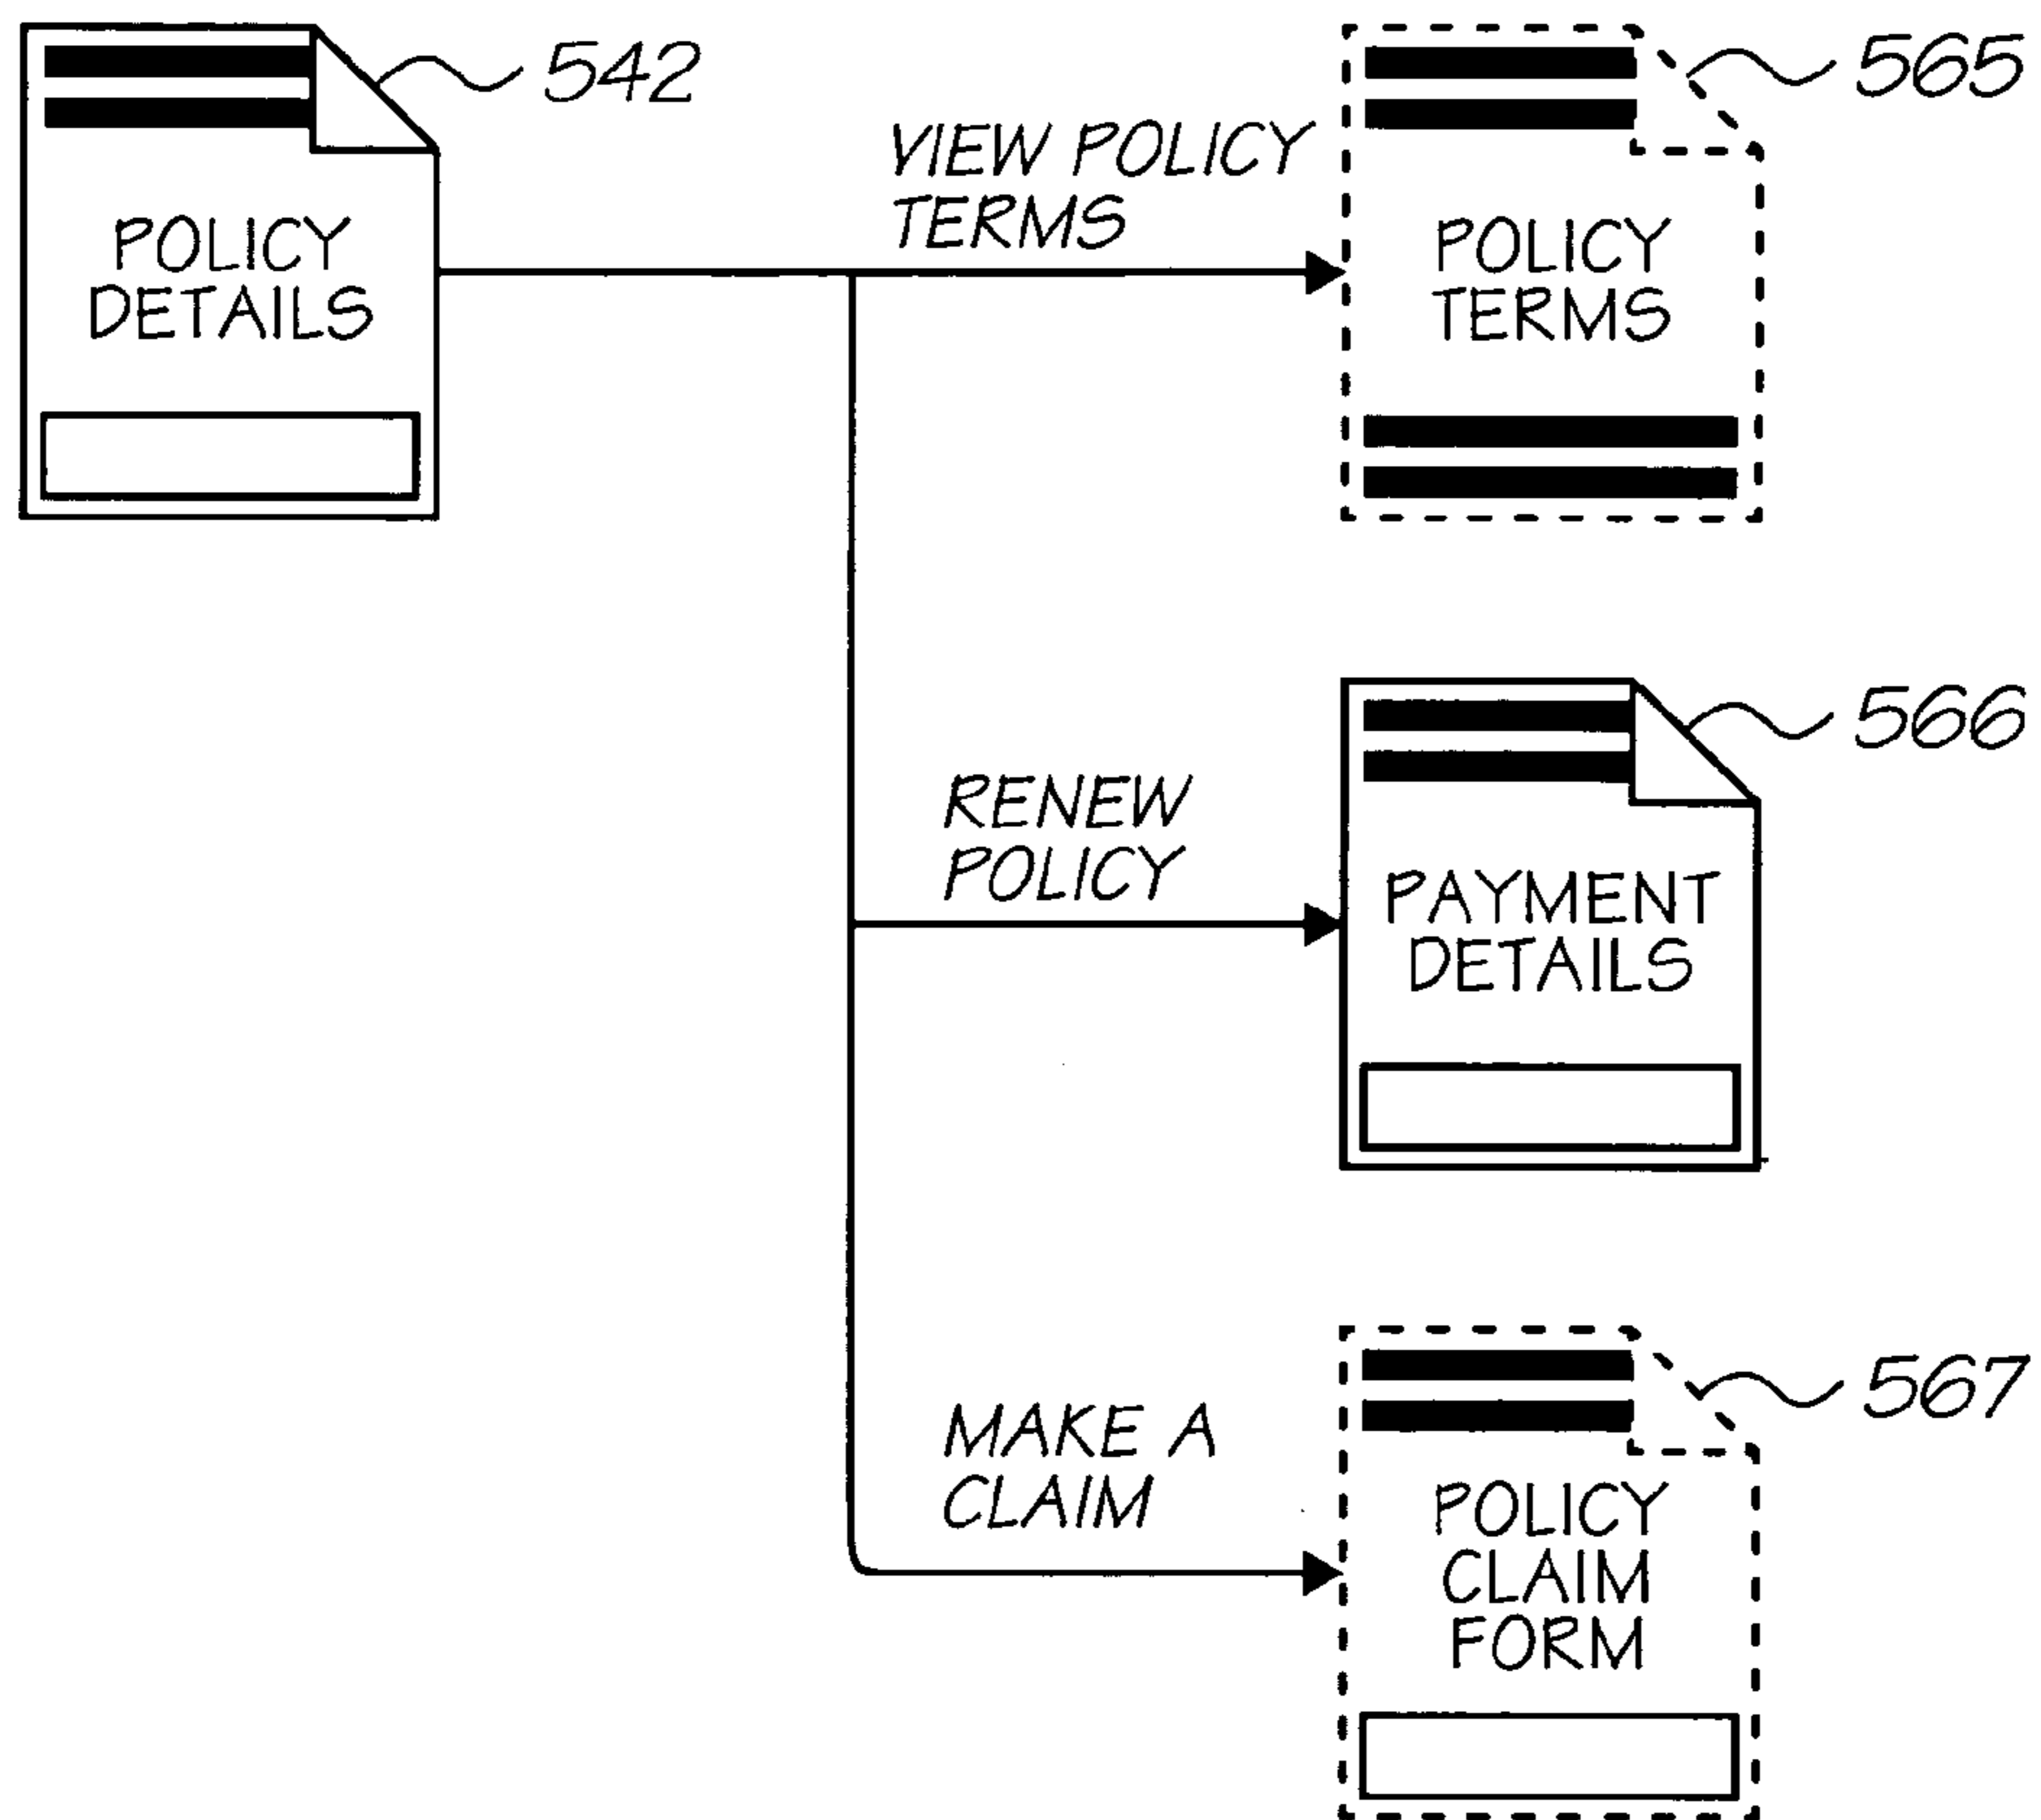 542
POLICY
DETAILS
VIEW POLICY
TERMS
565
POLICY
TERMS
RENEW
POLICY
566
PAYMENT
DETAILS
MAKE A
CLAIM
567
POLICY
CLAIM
FORM